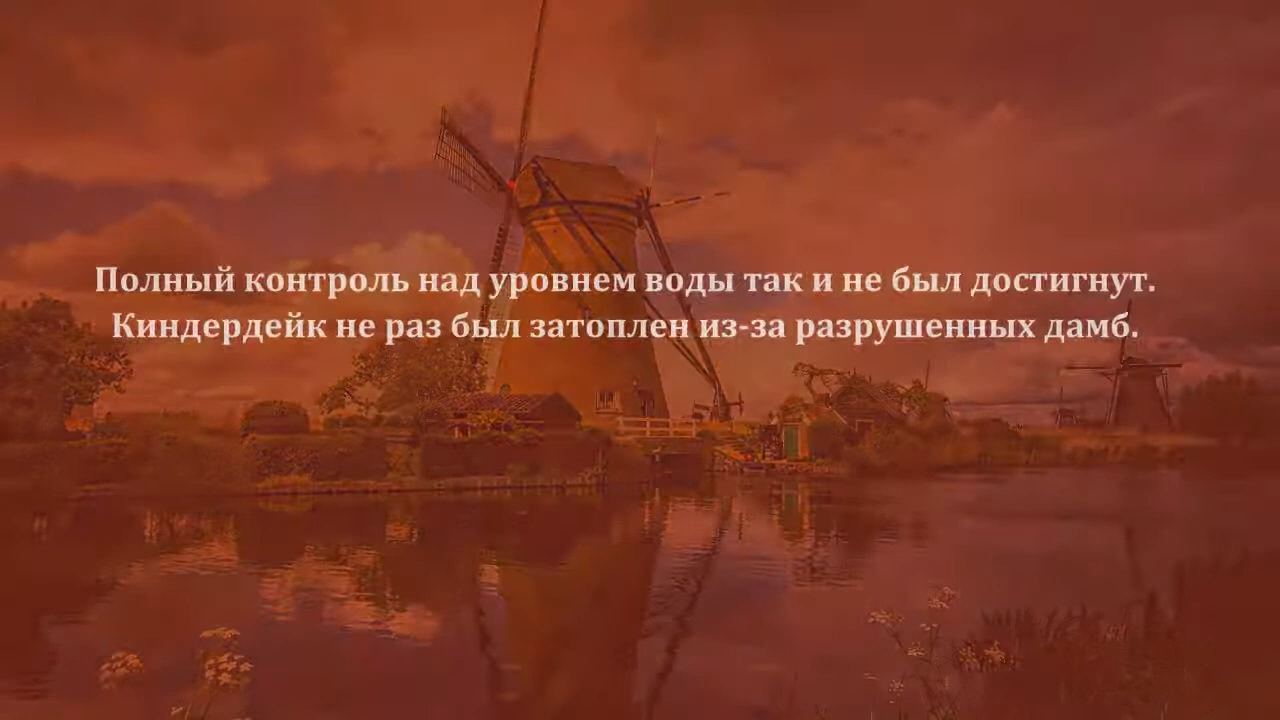 Полный контроль над уровнем воды так и не был достигнут.
Киндердейк не раз был затоплен из-за разрушенных дамб.